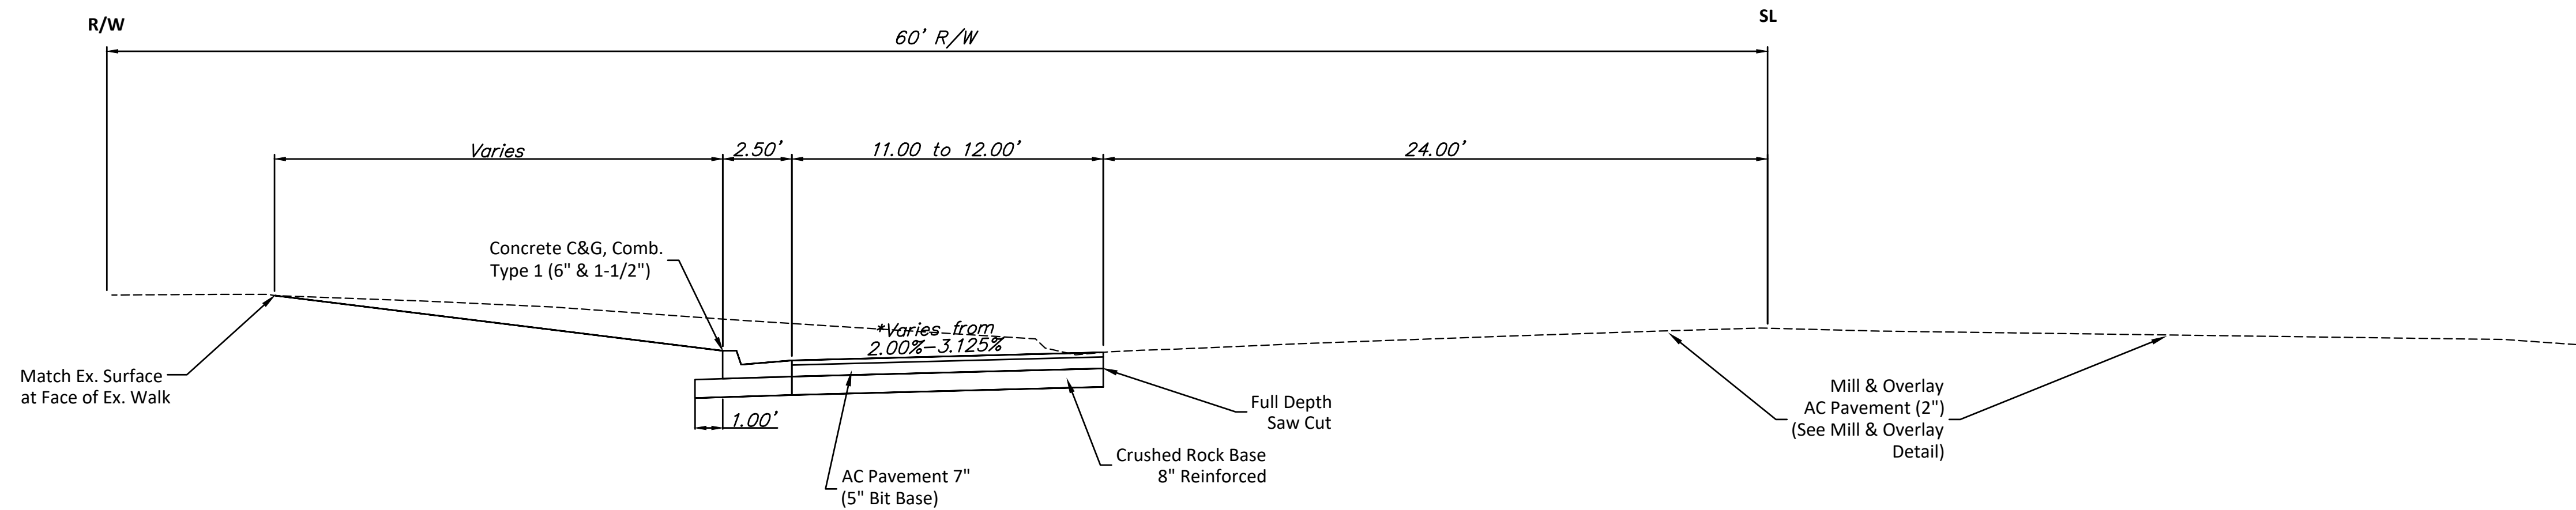 R/W
SL
60' R/W
Varies
2.50'
11.00 to 12.00'
24.00'
Concrete C&G, Comb.
Type 1 (6" & 1-1/2")
*Varies from
2.00%-3.125%
Match Ex. Surface
at Face of Ex. Walk
1.00'
Full Depth
Saw Cut
Mill & Overlay
AC Pavement (2")
(See Mill & Overlay
Detail)
Crushed Rock Base
8" Reinforced
AC Pavement 7"
(5" Bit Base)